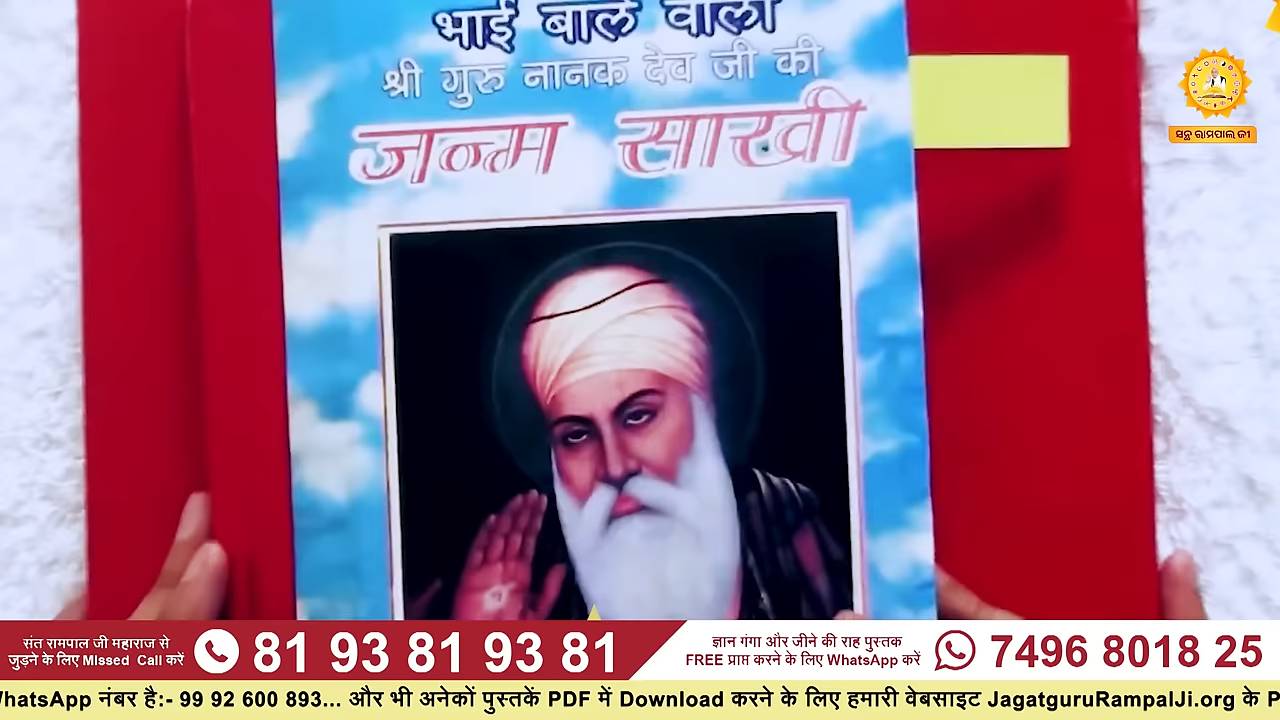 भाई बाले वाली
श्री गुरु नानक देव जी की
जन्म साखी
ସନ୍ଥ ରାମପାଲ ଜୀ
संत रामपाल जी महाराज से
जुड़ने के लिए Missed Call करें
81 93 81 93 81
ज्ञान गंगा और जीने की राह पुस्तक
FREE प्राप्त करने के लिए WhatsApp करें
7496 8018 25
WhatsApp नंबर है:- 99 92 600 893... और भी अनेकों पुस्तकें PDF में Download करने के लिए हमारी वेबसाइट JagatguruRampalJi.org के P